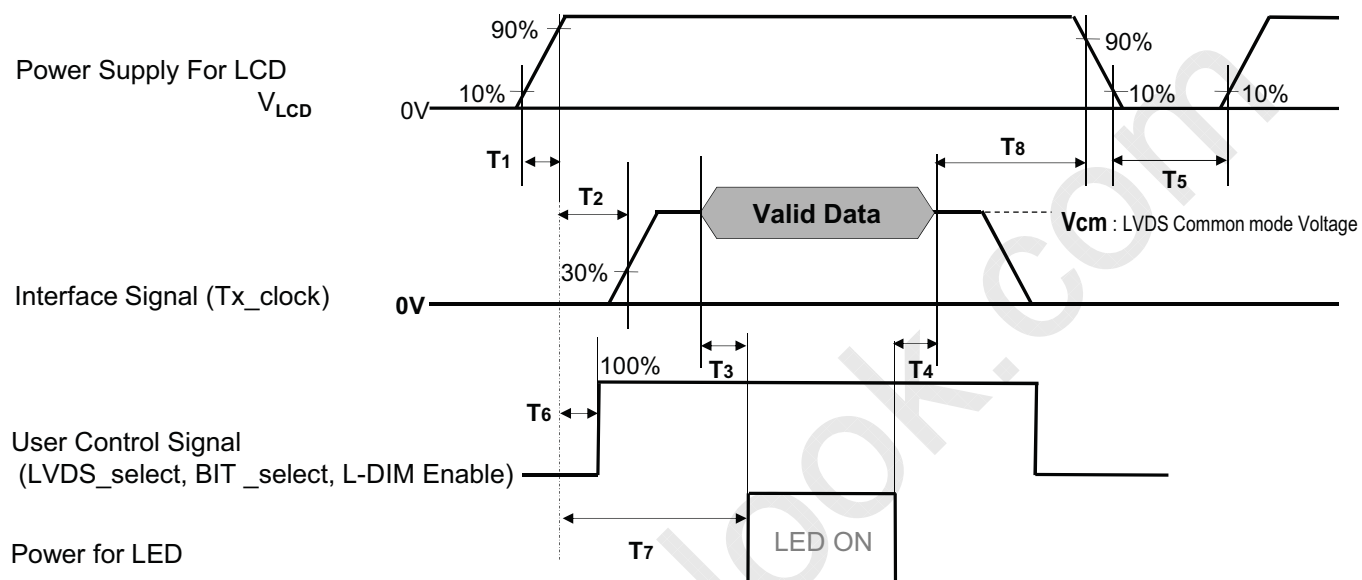 90%
90%
Power Supply For LCD
VLCD
10%
10%
10%
0V
T1
T8
T5
T2
Valid Data
Vcm : LVDS Common mode Voltage
30%
Interface Signal (Tx_clock)
0V
100%
T3
T4
T6
User Control Signal
(LVDS_select, BIT _select, L-DIM Enable)
T7
LED ON
Power for LED
look.com